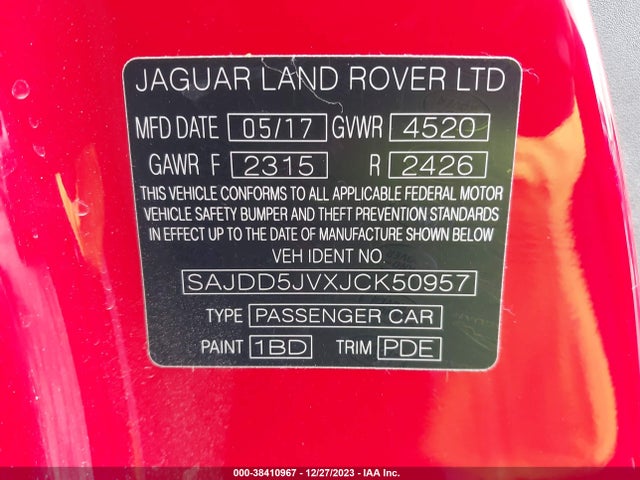 JAGUAR LAND ROVER LTD
MFD DATE 05/17 GVWR 4520
GAWR F 2315 R 2426
THIS VEHICLE CONFORMS TO ALL APPLICABLE FEDERAL MOTOR
VEHICLE SAFETY BUMPER AND THEFT PREVENTION STANDARDS
IN EFFECT UP TO THE DATE OF MANUFACTURE SHOWN BELOW
VEH IDENT NO.
SAJDD5JVXJCK50957
TYPE PASSENGER CAR
PAINT 1BD TRIM PDE
000-38410967 - 12/27/2023 - IAA Inc.